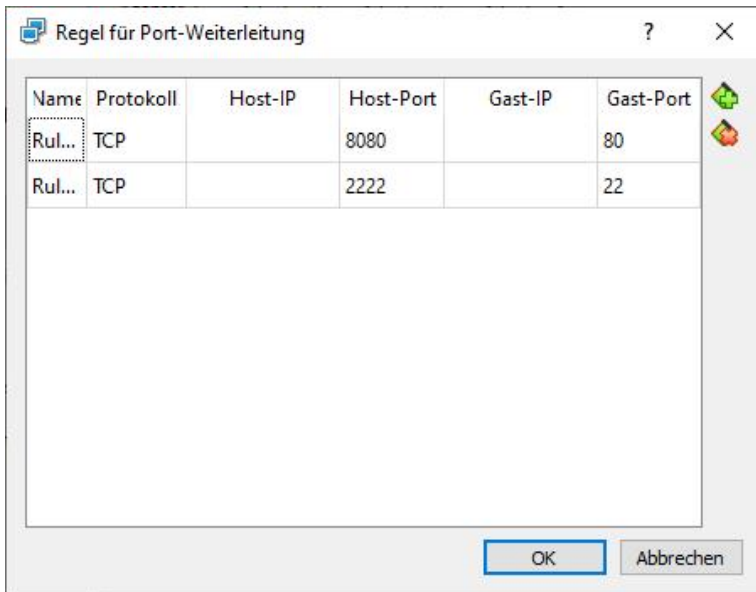 Regel für Port-Weiterleitung ?
Name Protokoll Host-IP Host-Port Gast-IP Gast-Port
Rul... TCP 8080 80
Rul... TCP 2222 22
OK Abbrechen